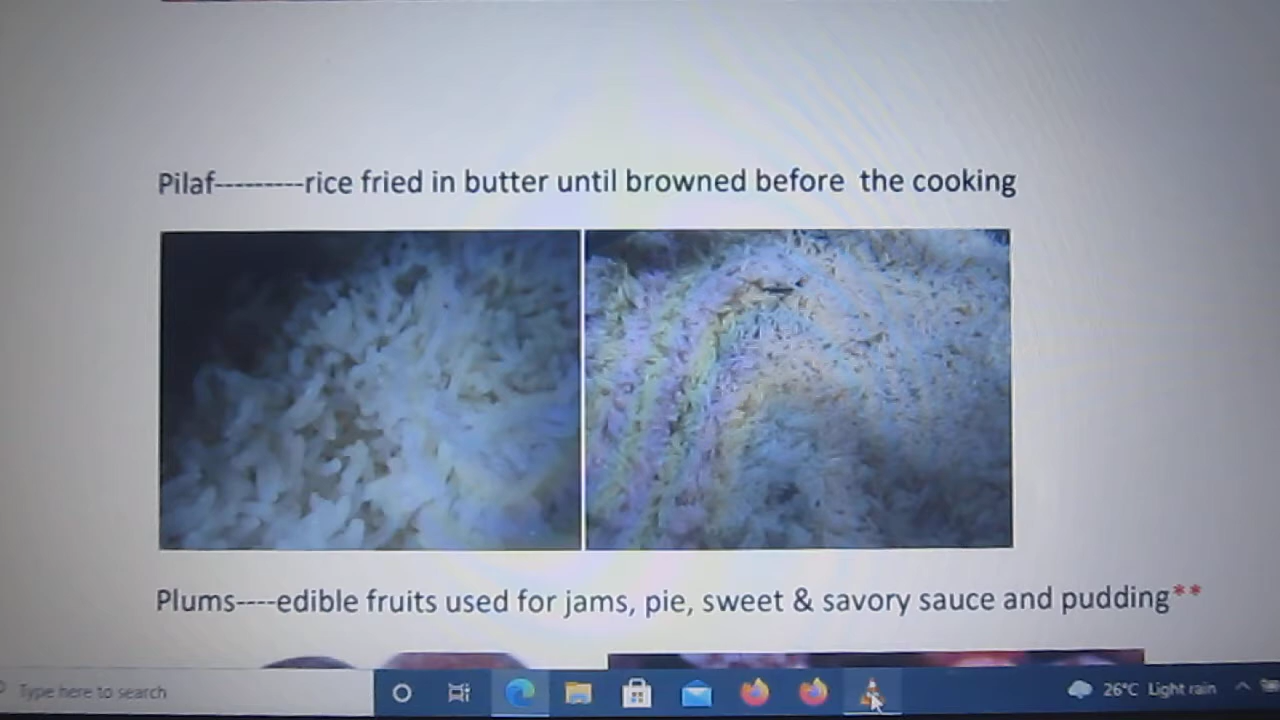 Pilaf---------rice fried in butter until browned before  the cooking
Plums----edible fruits used for jams, pie, sweet & savory sauce and pudding**
Type here to search
26°C Light rain